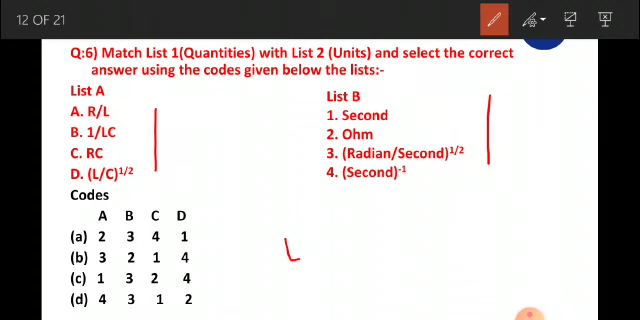 12 OF 21
Q:6) Match List 1(Quantities) with List 2 (Units) and select the correct
answer using the codes given below the lists:-
List A
A. R/L
B. 1/LC
C. RC
D. (L/C)¹/²
List B
1. Second
2. Ohm
3. (Radian/Second)¹/²
4. (Second)⁻¹
Codes
A B C D
(a) 2 3 4 1
(b) 3 2 1 4
(c) 1 3 2 4
(d) 4 3 1 2